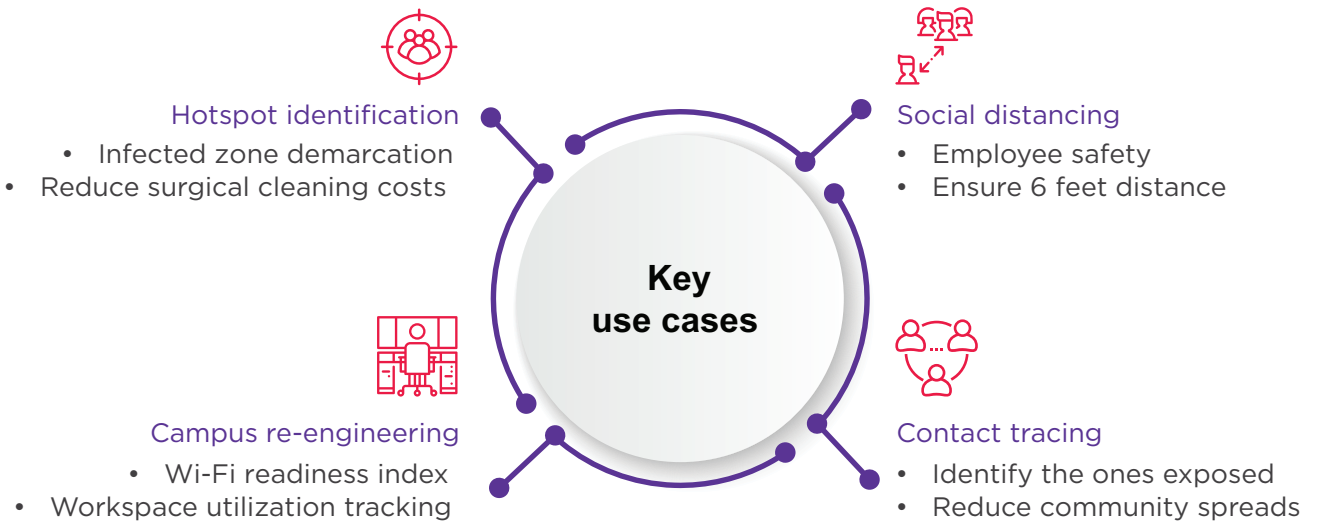 Hotspot identification
• Infected zone demarcation
• Reduce surgical cleaning costs
Social distancing
• Employee safety
• Ensure 6 feet distance
Key
use cases
Campus re-engineering
• Wi-Fi readiness index
• Workspace utilization tracking
Contact tracing
• Identify the ones exposed
• Reduce community spreads